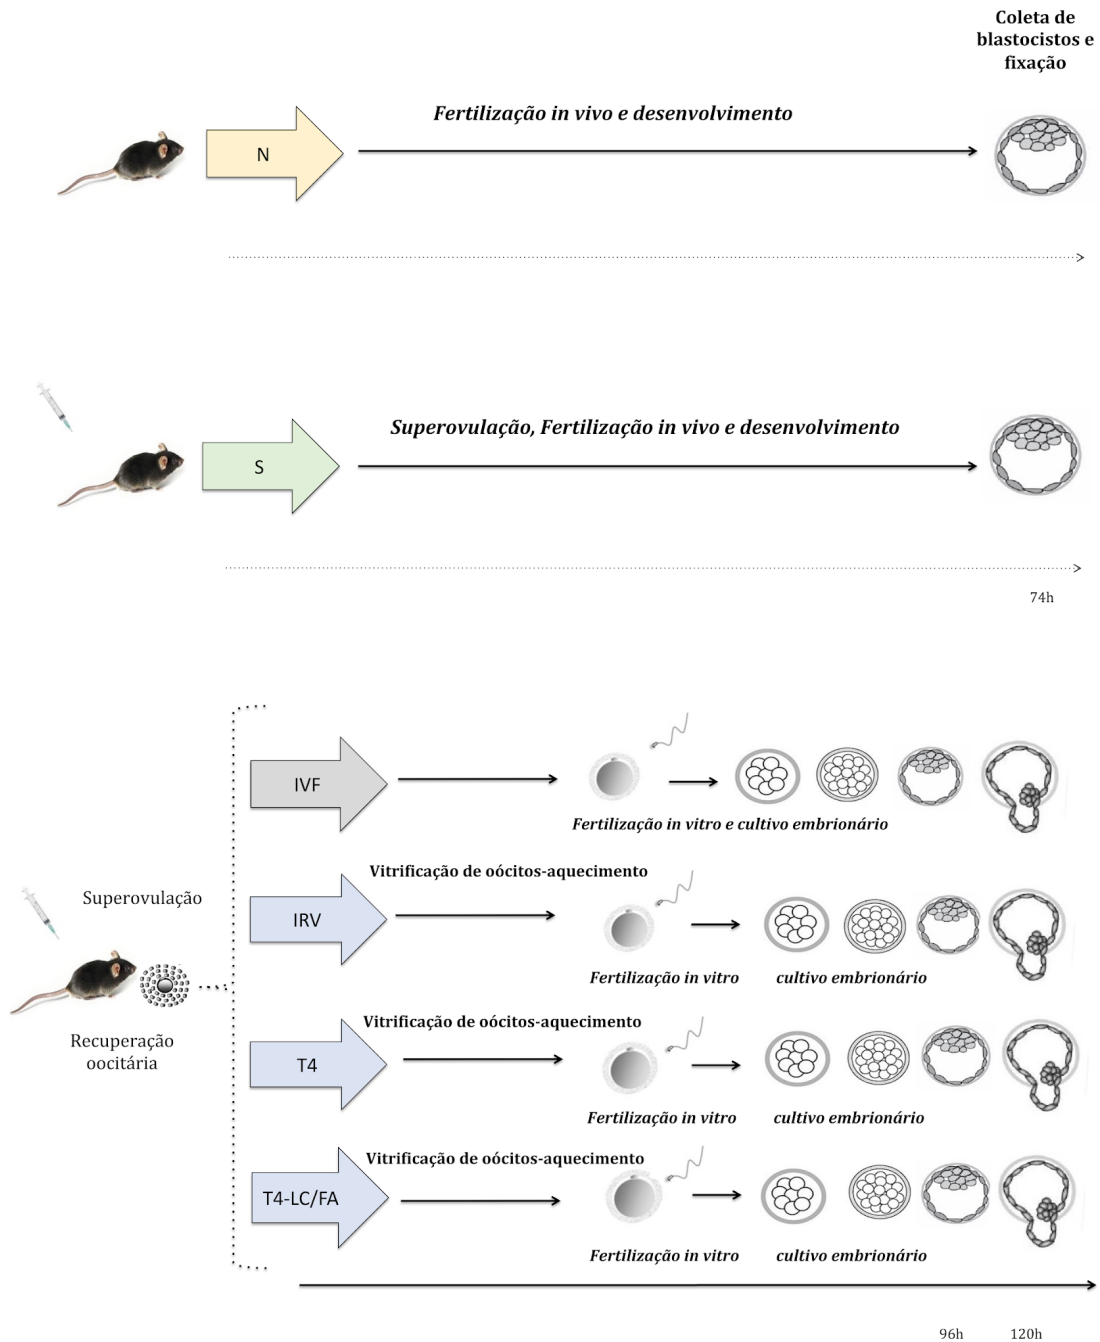 Coleta de
blastocistos e
fixação
Fertilização in vivo e desenvolvimento
N
Superovulação, Fertilização in vivo e desenvolvimento
S
74h
IVF
Fertilização in vitro e cultivo embrionário
Vitrificação de oócitos-aquecimento
Superovulação
IRV
Fertilização in vitro
cultivo embrionário
Vitrificação de oócitos-aquecimento
Recuperação
oocitária
T4
Fertilização in vitro
cultivo embrionário
Vitrificação de oócitos-aquecimento
T4-LC/FA
Fertilização in vitro
cultivo embrionário
96h
120h